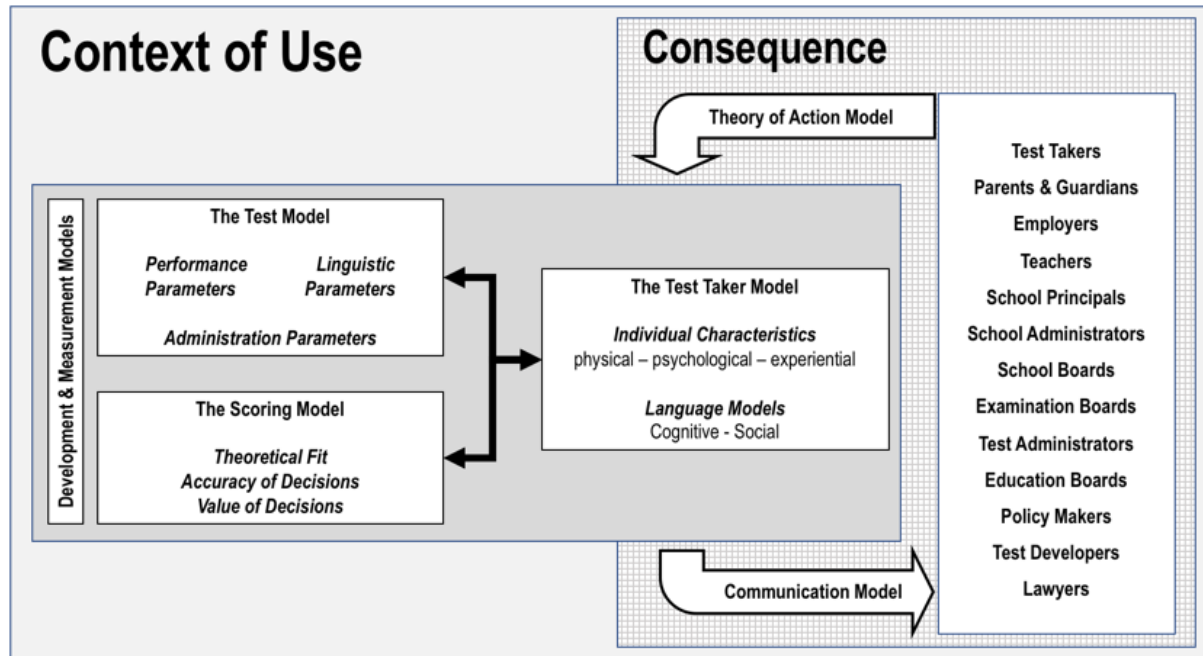 Context of Use
Consequence
Theory of Action Model
Development & Measurement Models
The Test Model
Performance
Parameters
Linguistic
Parameters
Administration Parameters
The Scoring Model
Theoretical Fit
Accuracy of Decisions
Value of Decisions
The Test Taker Model
Individual Characteristics
physical – psychological – experiential
Language Models
Cognitive - Social
Communication Model
Test Takers
Parents & Guardians
Employers
Teachers
School Principals
School Administrators
School Boards
Examination Boards
Test Administrators
Education Boards
Policy Makers
Test Developers
Lawyers